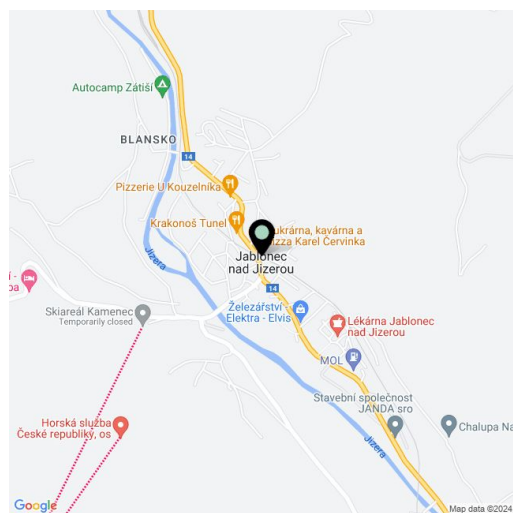 Autocamp Zátiší
BLANSKO
14
Pizzerie U Kouzelníka
Krakonoš Tunel
ukrárna, kavárna a
izza Karel Červinka
Jizera
Jablonec
nad Jizerou
14
Skiareál Kamenec
Temporarily closed
Železářství -
Elektra - Elvis
Lékárna Jablonec
nad Jizerou
MOL
Stavební společnost
JANDA sro
Horská služba
České republiky, os
Jizera
Chalupa Na
Google
Map data ©2024